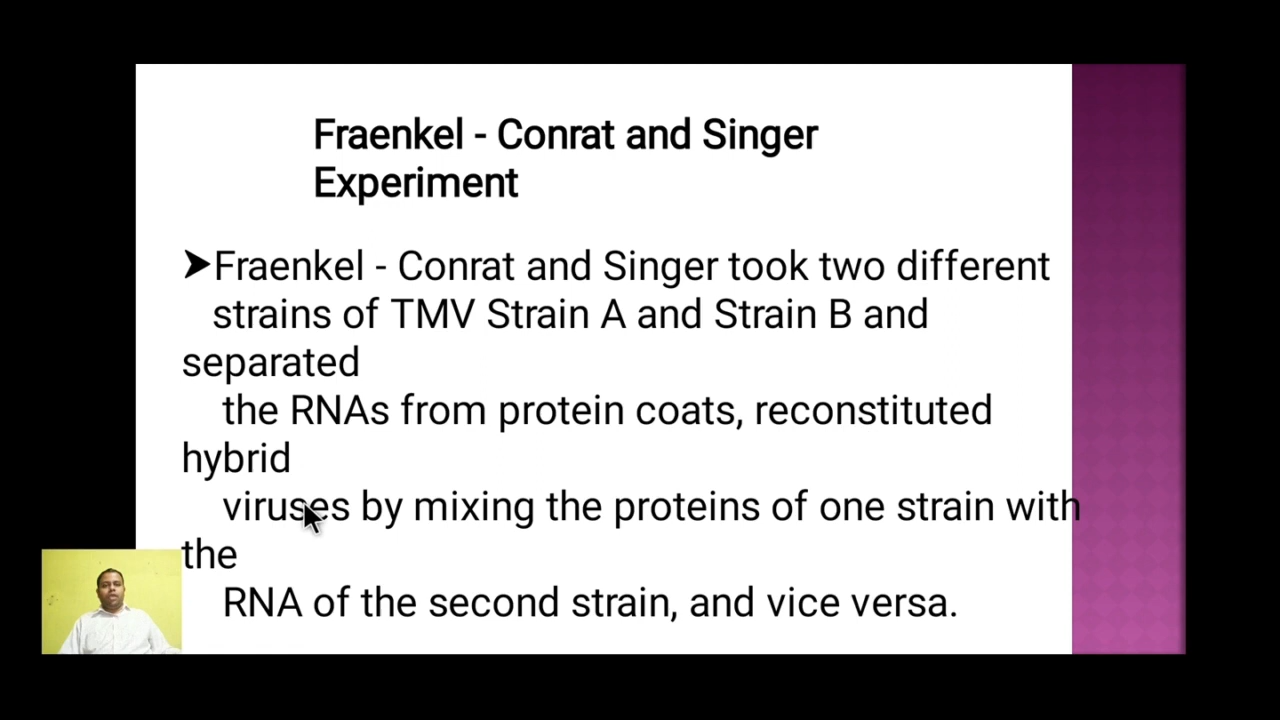 Fraenkel - Conrat and Singer
Experiment
➤Fraenkel - Conrat and Singer took two different
strains of TMV Strain A and Strain B and
separated
the RNAs from protein coats, reconstituted
hybrid
viruses by mixing the proteins of one strain with
the
RNA of the second strain, and vice versa.